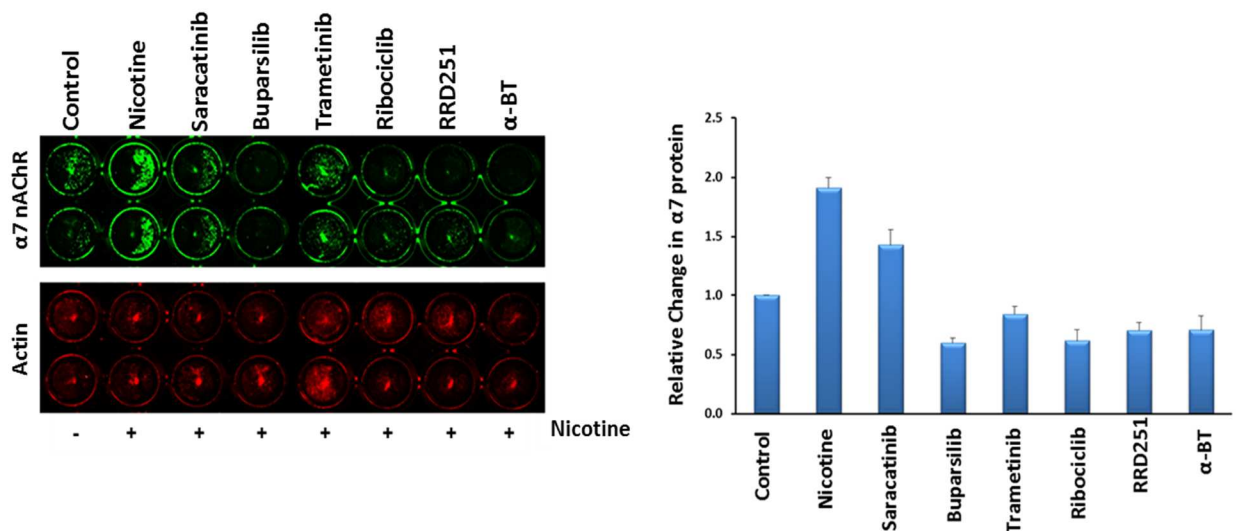 Control
Nicotine
Saracatinib
Buparsilib
Trametinib
Ribociclib
RRD251
α-BT
α7 nAChR
Actin
- + + + + + + + Nicotine
Relative Change in α7 protein
2.5
2.0
1.5
1.0
0.5
0.0
Control
Nicotine
Saracatinib
Buparsilib
Trametinib
Ribociclib
RRD251
α-BT